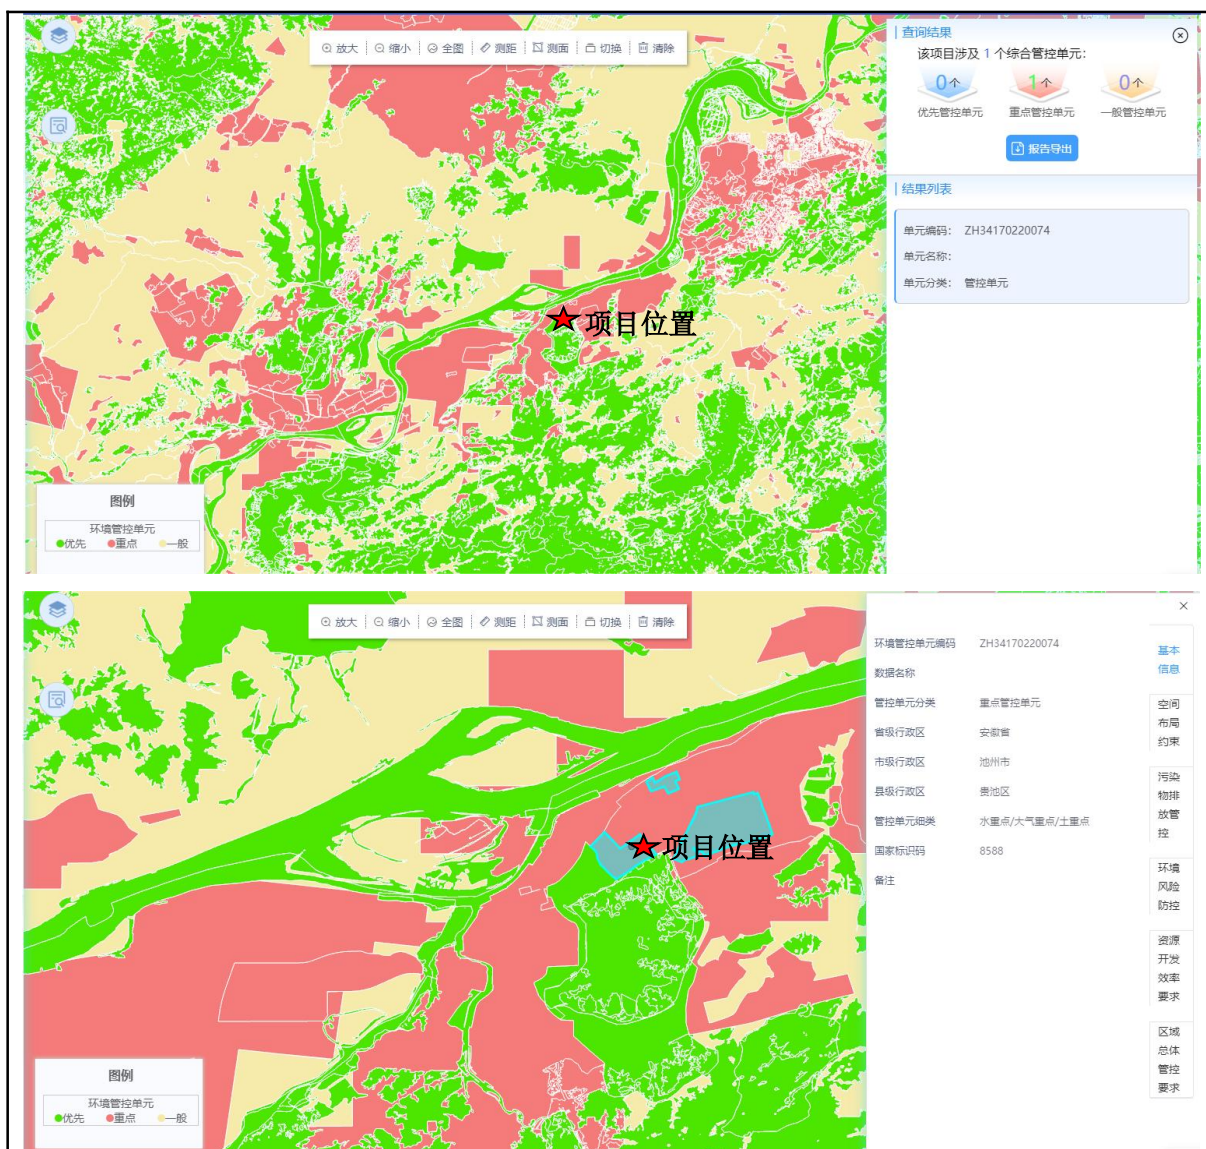 放大 缩小 全图 测距 测面 切换 清除
查询结果
该项目涉及 1 个综合管控单元:
0个 1个 0个
优先管控单元 重点管控单元 一般管控单元
报告导出
结果列表
单元编码: ZH34170220074
单元名称:
单元分类: 管控单元
项目位置
图例
环境管控单元
优先 重点 一般
放大 缩小 全图 测距 测面 切换 清除
环境管控单元编码 ZH34170220074
数据名称
管控单元分类 重点管控单元
省级行政区 安徽省
市级行政区 池州市
县级行政区 贵池区
管控单元细类 水重点/大气重点/土重点
国家标识码 8588
备注
基本
信息
空间
布局
约束
污染
物排
放管
控
环境
风险
防控
资源
开发
效率
要求
区域
总体
管控
要求
项目位置
图例
环境管控单元
优先 重点 一般